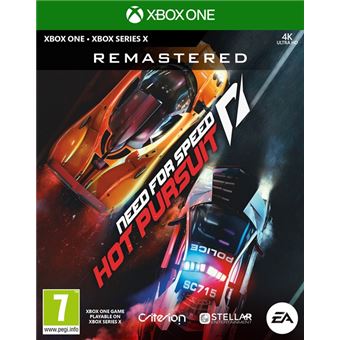 XBOX ONE
XBOX ONE • XBOX SERIES X
4K
ULTRA HD
REMASTERED
NEED FOR SPEED
HOT PURSUIT
POLICE
SC715
7
www.pegi.info
XBOX ONE GAME
PLAYABLE ON
XBOX SERIES X
criterion
STELLAR
ENTERTAINMENT
EA